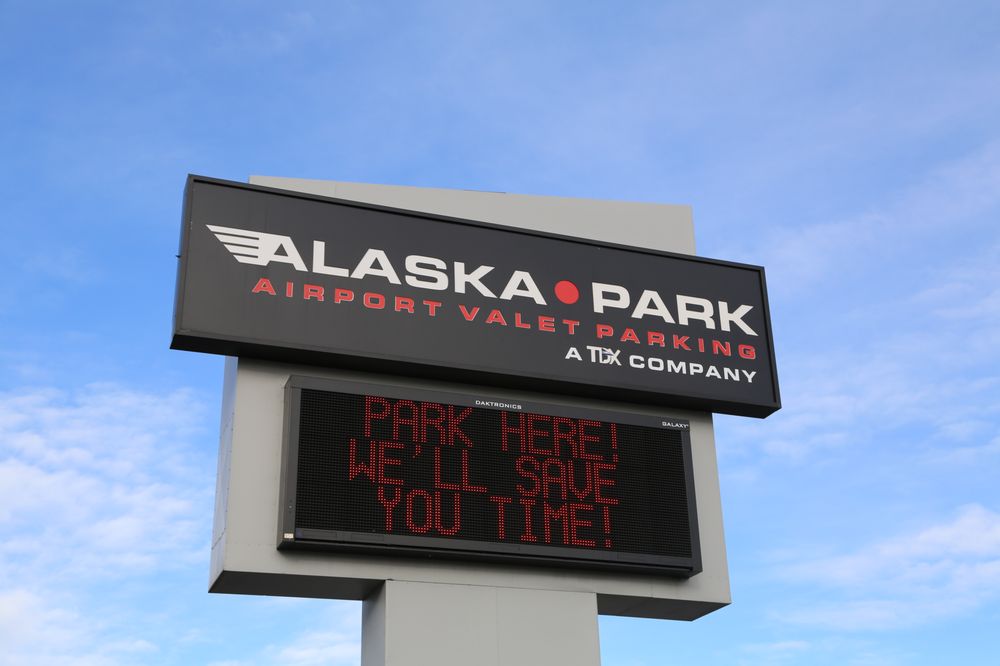 ALASKA PARK
AIRPORT VALET PARKING
A TDX COMPANY
DAKTRONICS
GALAXY
PARK HERE!
WE'LL SAVE
YOU TIME!